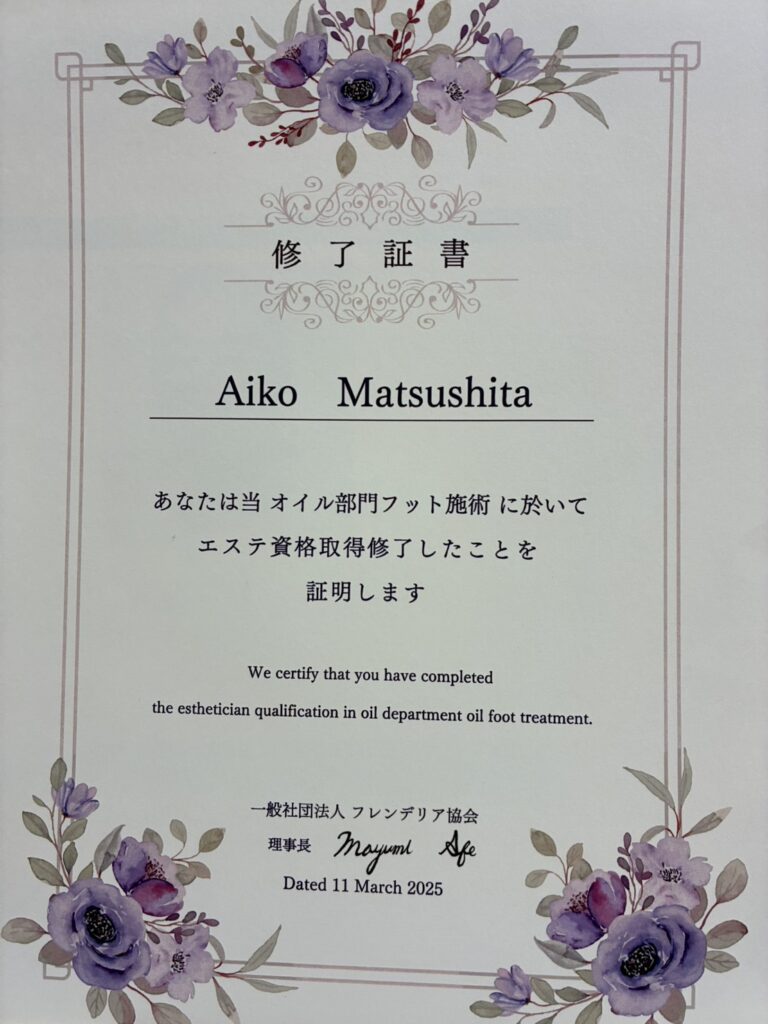 修了証書
Aiko Matsushita
あなたは当 オイル部門フット施術 に於いて
エステ資格取得修了したことを
証明します
We certify that you have completed
the esthetician qualification in oil department oil foot treatment.
一般社団法人 フレンデリア協会
理事長 Mayumi
Dated 11 March 2025